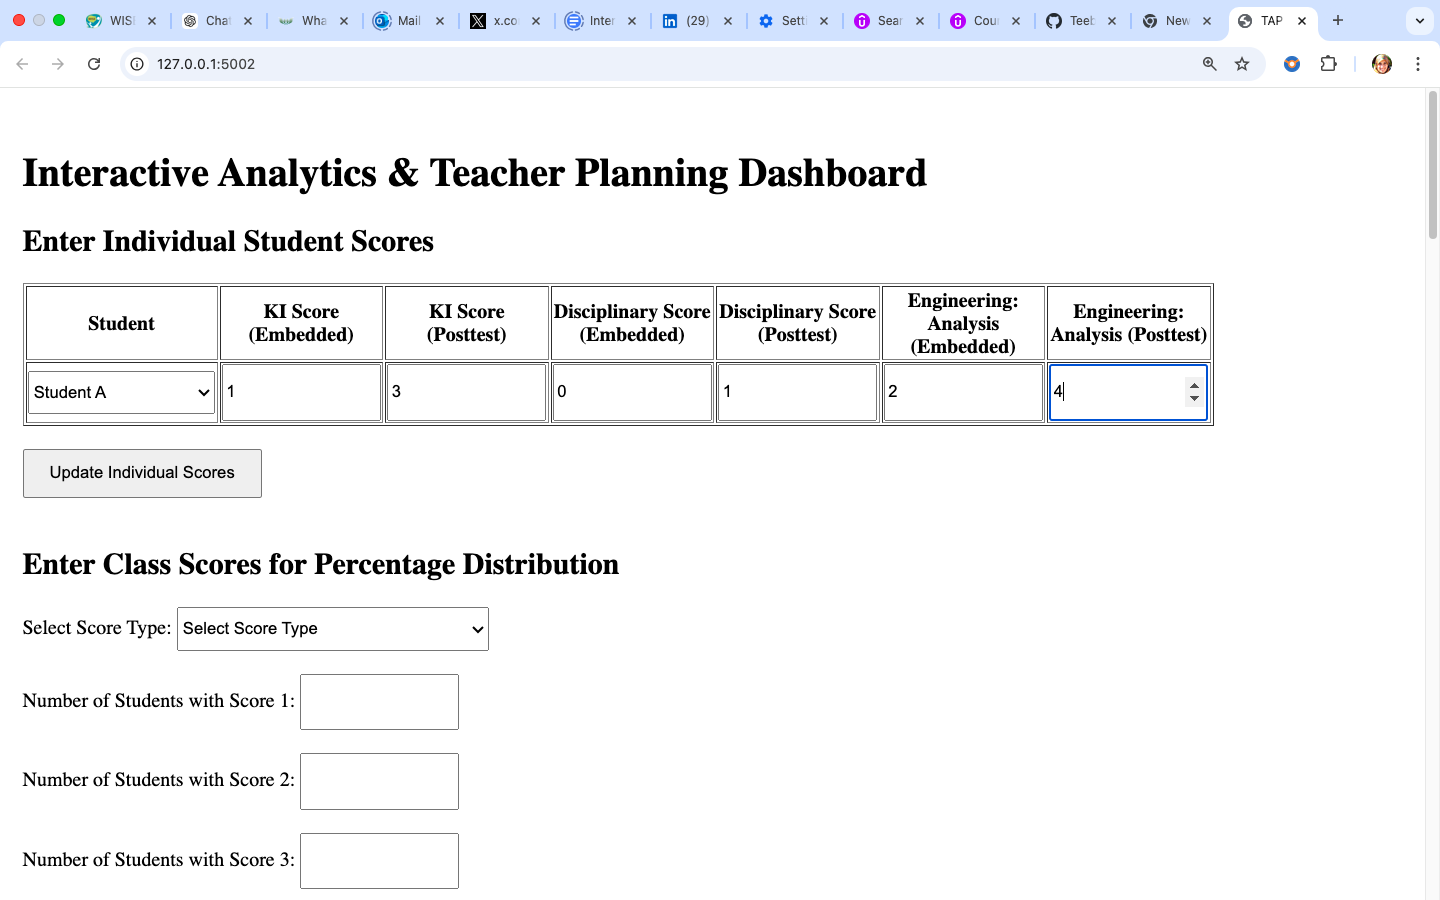 WISE
Chat
Wha
Mail
x.co
Inter
(29)
Sett
Sear
Cou
Teeb
New
TAP
127.0.0.1:5002
Interactive Analytics & Teacher Planning Dashboard
Enter Individual Student Scores
Student
KI Score
(Embedded)
KI Score
(Posttest)
Disciplinary Score
(Embedded)
Disciplinary Score
(Posttest)
Engineering:
Analysis
(Embedded)
Engineering:
Analysis (Posttest)
Student A
1
3
0
1
2
4
Update Individual Scores
Enter Class Scores for Percentage Distribution
Select Score Type: Select Score Type
Number of Students with Score 1:
Number of Students with Score 2:
Number of Students with Score 3: